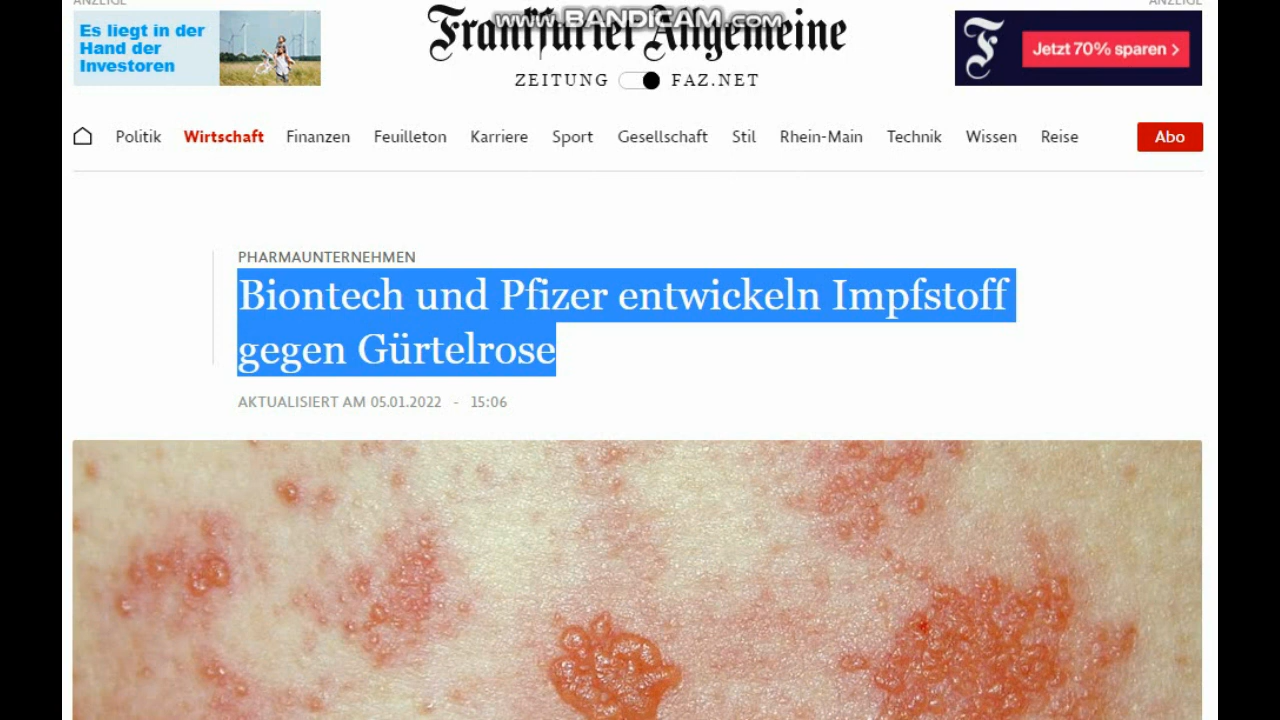 ANZEIGE
ANZEIGE
www.BANDICAM.com
Es liegt in der
Hand der
Investoren
Frankfurter Allgemeine
F
Jetzt 70% sparen >
ZEITUNG FAZ.NET
Politik Wirtschaft Finanzen Feuilleton Karriere Sport Gesellschaft Stil Rhein-Main Technik Wissen Reise Abo
PHARMAUNTERNEHMEN
Biontech und Pfizer entwickeln Impfstoff
gegen Gürtelrose
AKTUALISIERT AM 05.01.2022 - 15:06